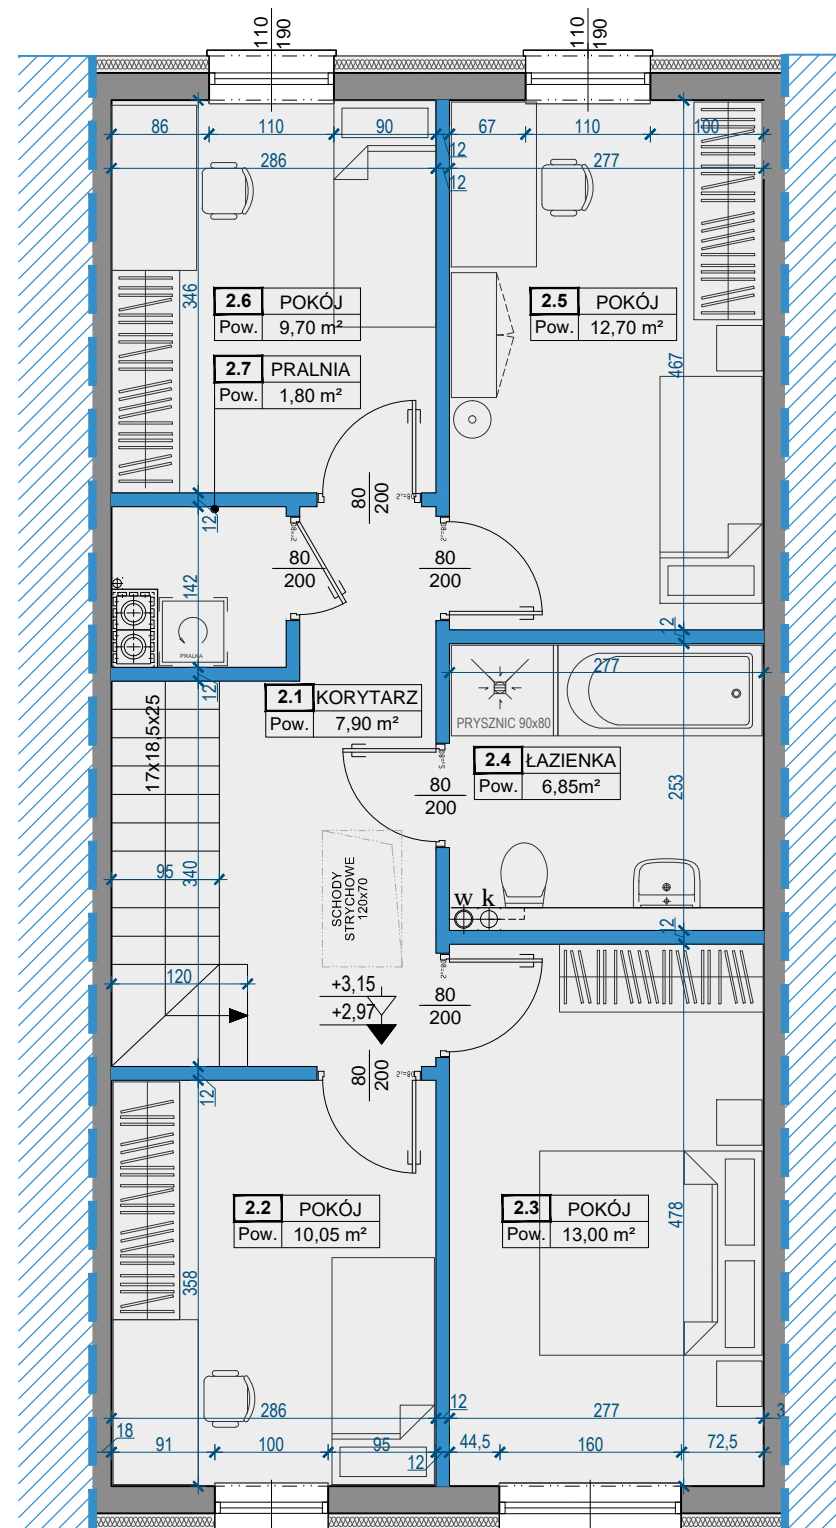 110
190
110
190
86
110
90
12
67
110
100
286
12
277
346
2.6 POKÓJ
Pow. 9,70 m²
2.5 POKÓJ
Pow. 12,70 m²
2.7 PRALNIA
Pow. 1,80 m²
467
80
200
12
80
200
80
200
142
PRALKA
12
12
277
2.1 KORYTARZ
Pow. 7,90 m²
17x18,5x25
PRYSZNIC 90x80
2.4 ŁAZIENKA
Pow. 6,85m²
80
200
253
95
340
SCHODY
STRYCHOWE
120x70
w k
12
120
+3,15
+2,97
80
200
80
200
12
2.2 POKÓJ
Pow. 10,05 m²
2.3 POKÓJ
Pow. 13,00 m²
478
358
286
12
277
3
18
91
100
95
12
44,5
160
72,5